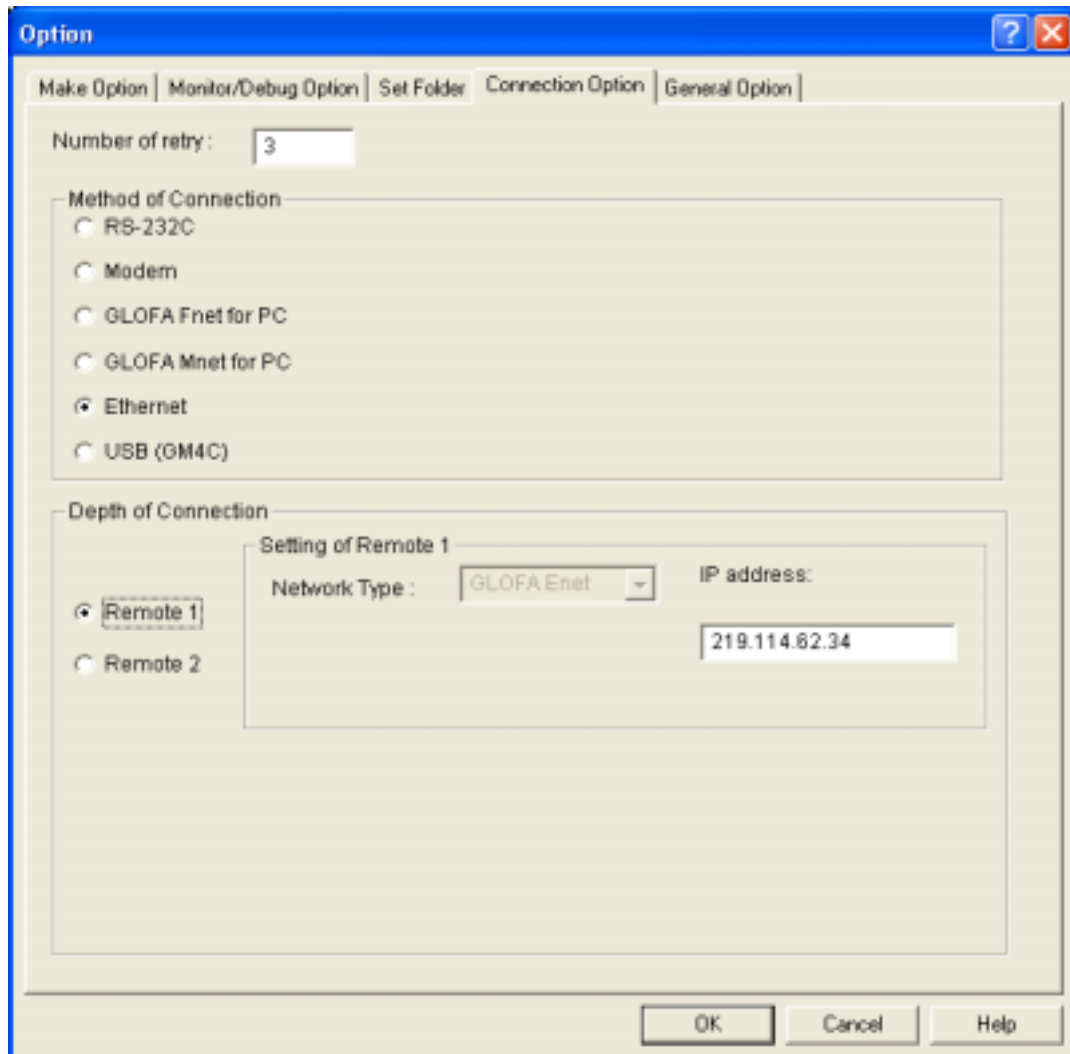 Option
Make Option
Monitor/Debug Option
Set Folder
Connection Option
General Option
Number of retry :
3
Method of Connection
RS-232C
Modem
GLOFA Fnet for PC
GLOFA Mnet for PC
Ethernet
USB (GM4C)
Depth of Connection
Remote 1
Remote 2
Setting of Remote 1
Network Type :
GLOFA Enet
IP address:
219.114.62.34
OK
Cancel
Help